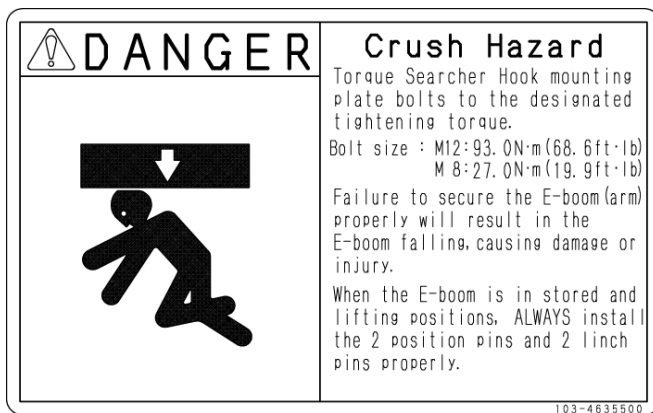 DANGER
Crush Hazard
Torque Searcher Hook mounting
plate bolts to the designated
tightening torque.
Bolt size : M12:93.0N·m(68.6ft·lb)
M 8:27.0N·m(19.9ft·lb)
Failure to secure the E-boom(arm)
properly will result in the
E-boom falling, causing damage or
injury.
When the E-boom is in stored and
lifting positions, ALWAYS install
the 2 position pins and 2 linch
pins properly.
103-4635500